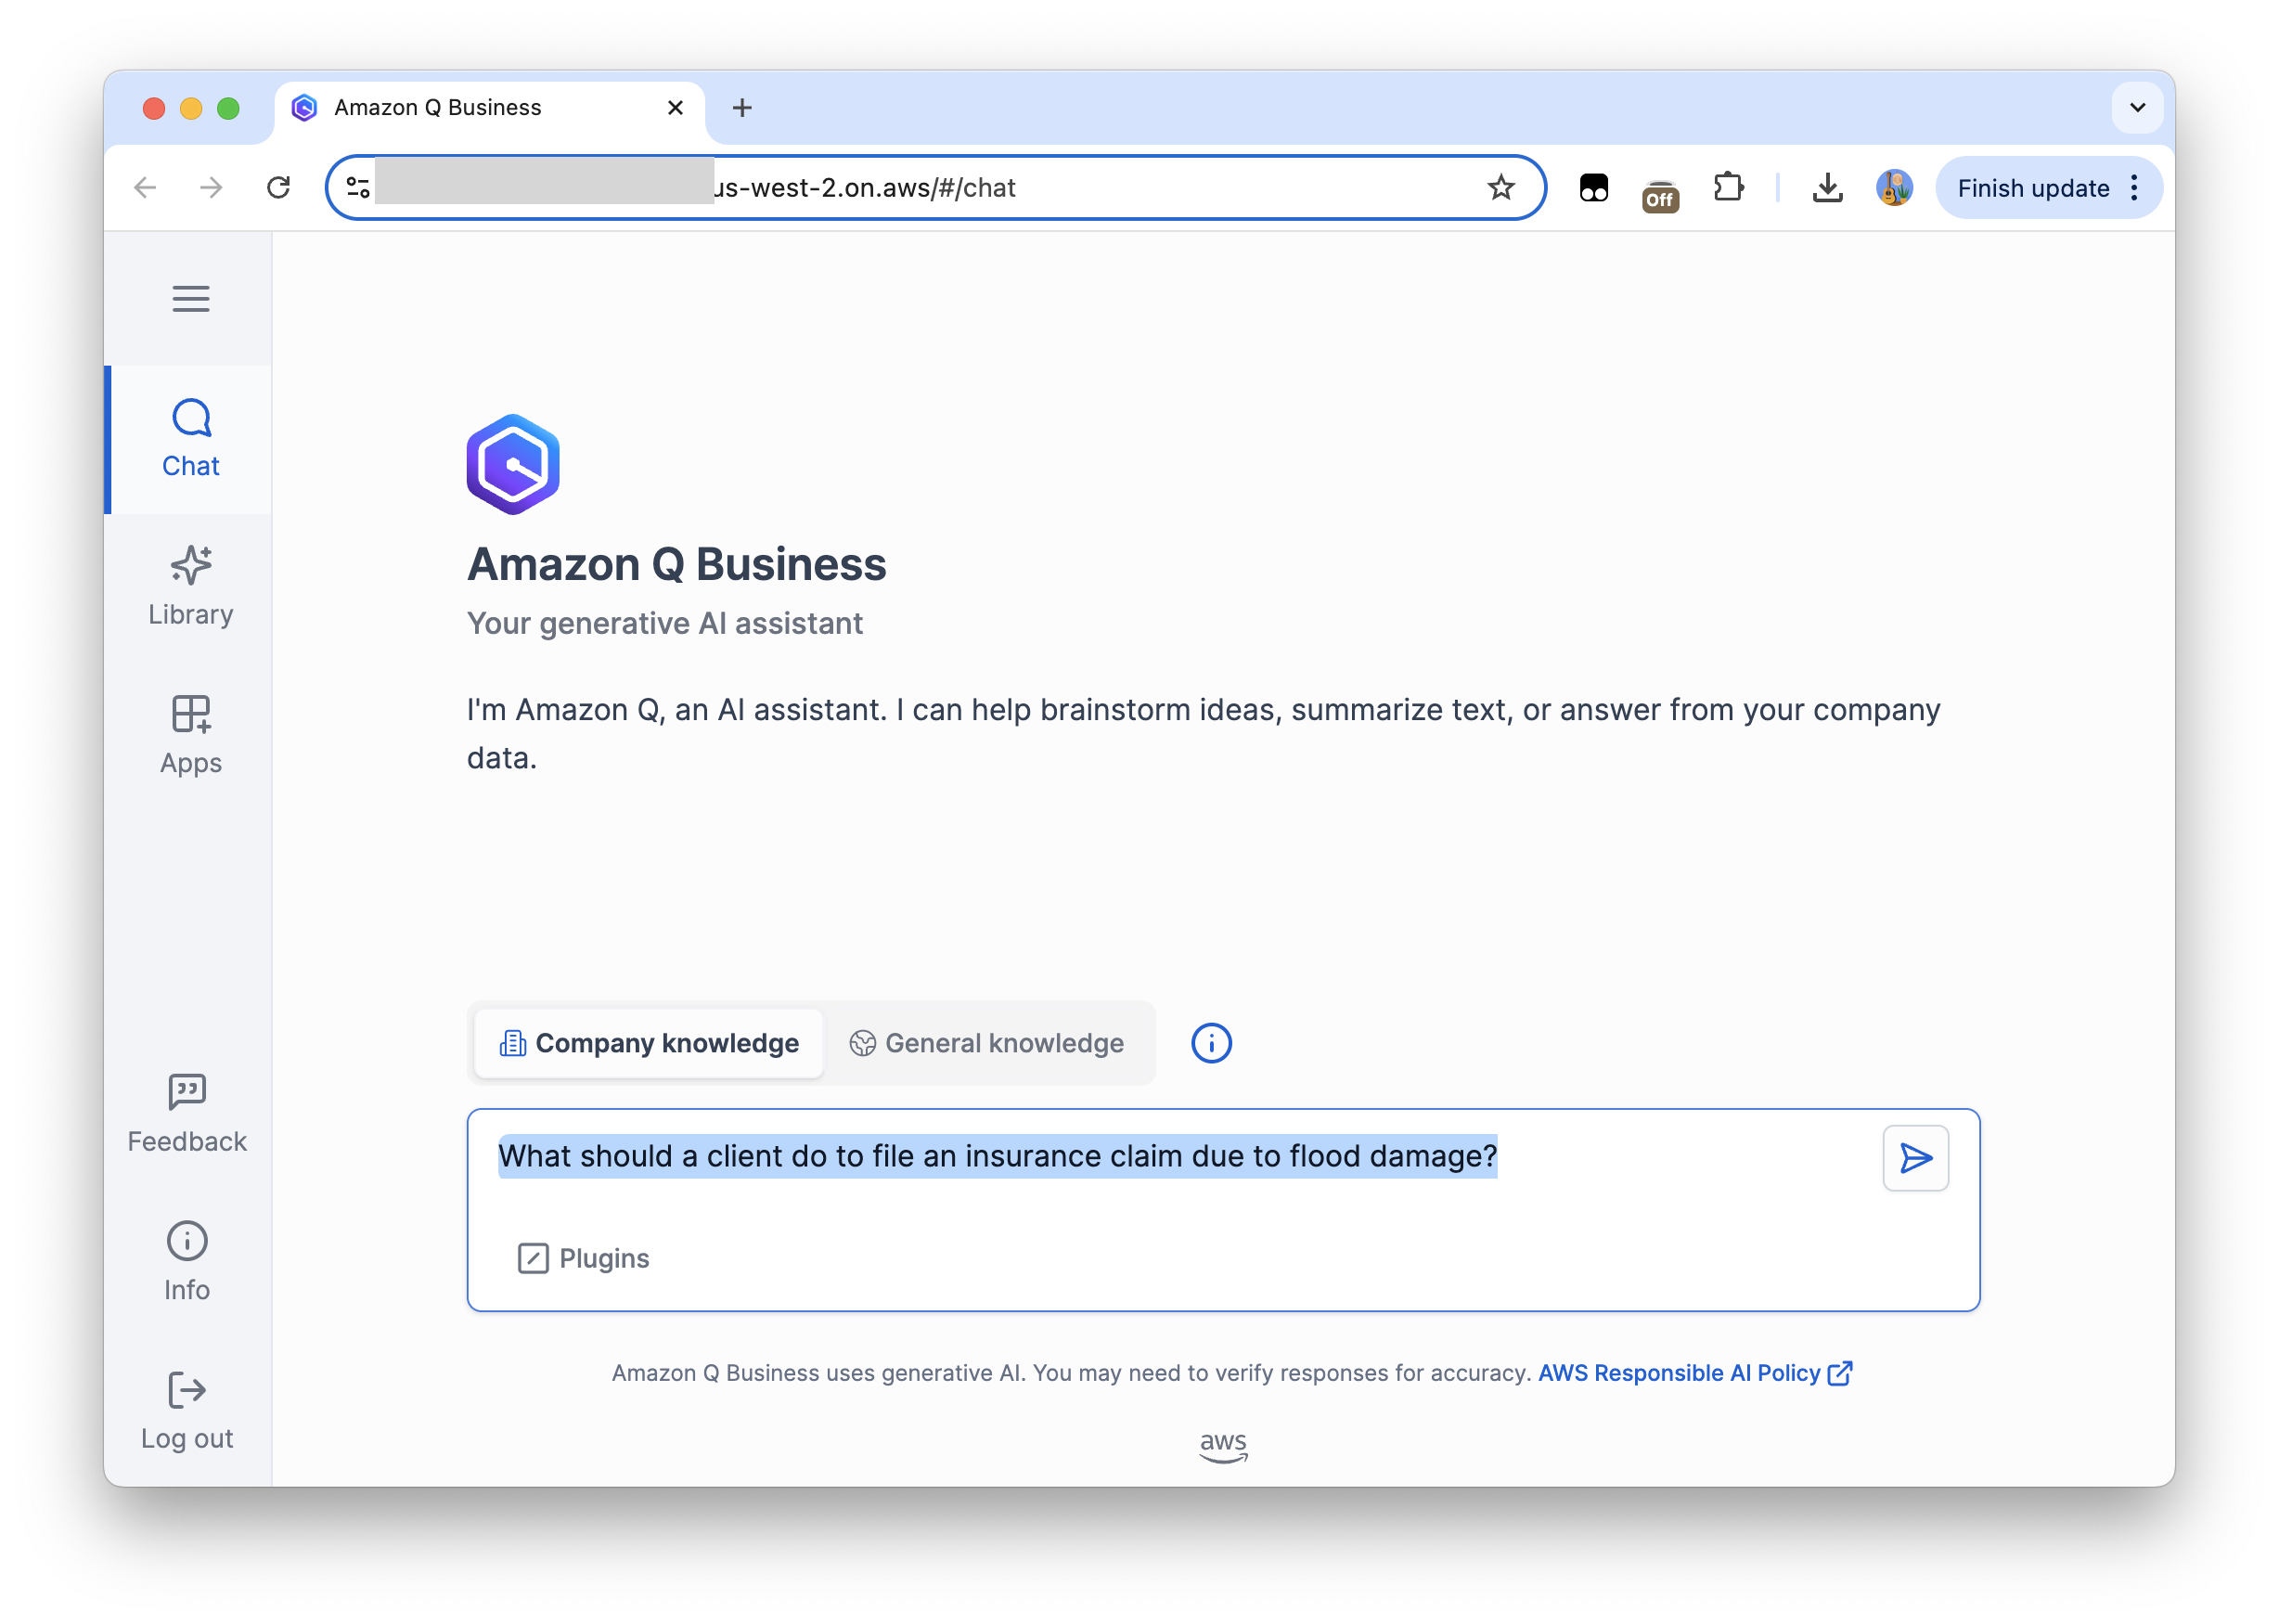 Amazon Q Business
us-west-2.on.aws/#/chat
Off
Finish update
Chat
Library
Apps
Feedback
Info
Log out
Amazon Q Business
Your generative AI assistant
I'm Amazon Q, an AI assistant. I can help brainstorm ideas, summarize text, or answer from your company
data.
Company knowledge
General knowledge
What should a client do to file an insurance claim due to flood damage?
Plugins
Amazon Q Business uses generative AI. You may need to verify responses for accuracy. AWS Responsible AI Policy
aws